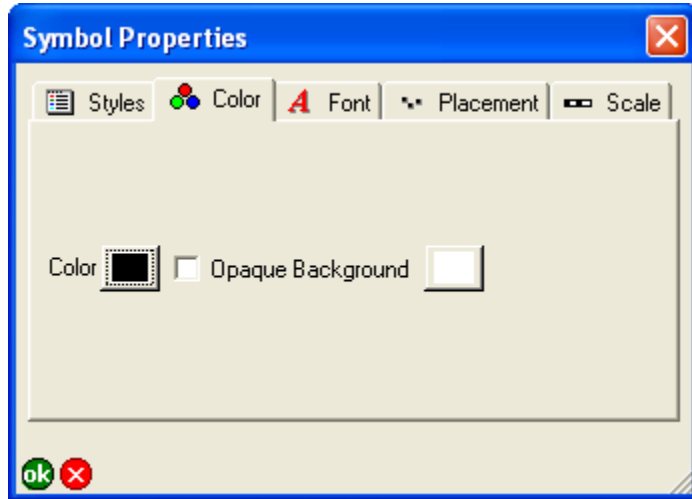 Symbol Properties
Styles Color A Font Placement Scale
Color Opaque Background
ok